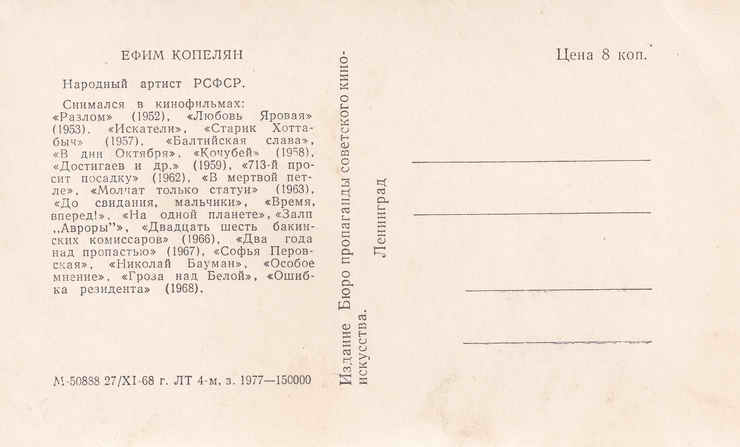 ЕФИМ КОПЕЛЯН
Народный артист РСФСР.
Снимался в кинофильмах:
«Разлом» (1952), «Любовь Яровая»
(1953). «Искатели», «Старик Хотта-
быч» (1957), «Балтийская слава»,
«В дни Октября», «Кочубей» (1958),
«Достигаев и др.» (1959), «713-й про-
сит посадку» (1962), «В мертвой пет-
ле», «Молчат только статуи» (1963),
«До свидания, мальчики», «Время,
вперед!», «На одной планете», «Залп
„Авроры"», «Двадцать шесть бакин-
ских комиссаров» (1966), «Два года
над пропастью» (1967), «Софья Перов-
ская», «Николай Бауман», «Особое
мнение», «Гроза над Белой», «Ошиб-
ка резидента» (1968).
М-50888 27/XI-68 г. ЛТ 4-м, з. 1977—150000
Издание Бюро пропаганды советского кино-
искусства.
Ленинград
Цена 8 коп.